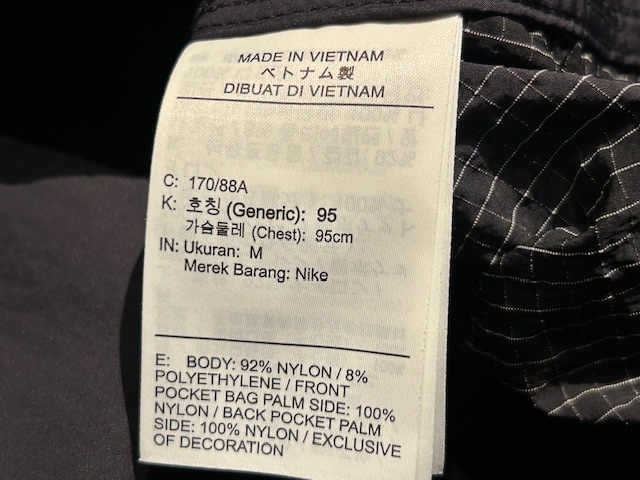 MADE IN VIETNAM
ベトナム製
DIBUAT DI VIETNAM
C: 170/88A
K: 호칭 (Generic): 95
가슴둘레 (Chest): 95cm
IN: Ukuran: M
Merek Barang: Nike
E: BODY: 92% NYLON / 8%
POLYETHYLENE / FRONT
POCKET BAG PALM SIDE: 100%
NYLON / BACK POCKET PALM
SIDE: 100% NYLON / EXCLUSIVE
OF DECORATION